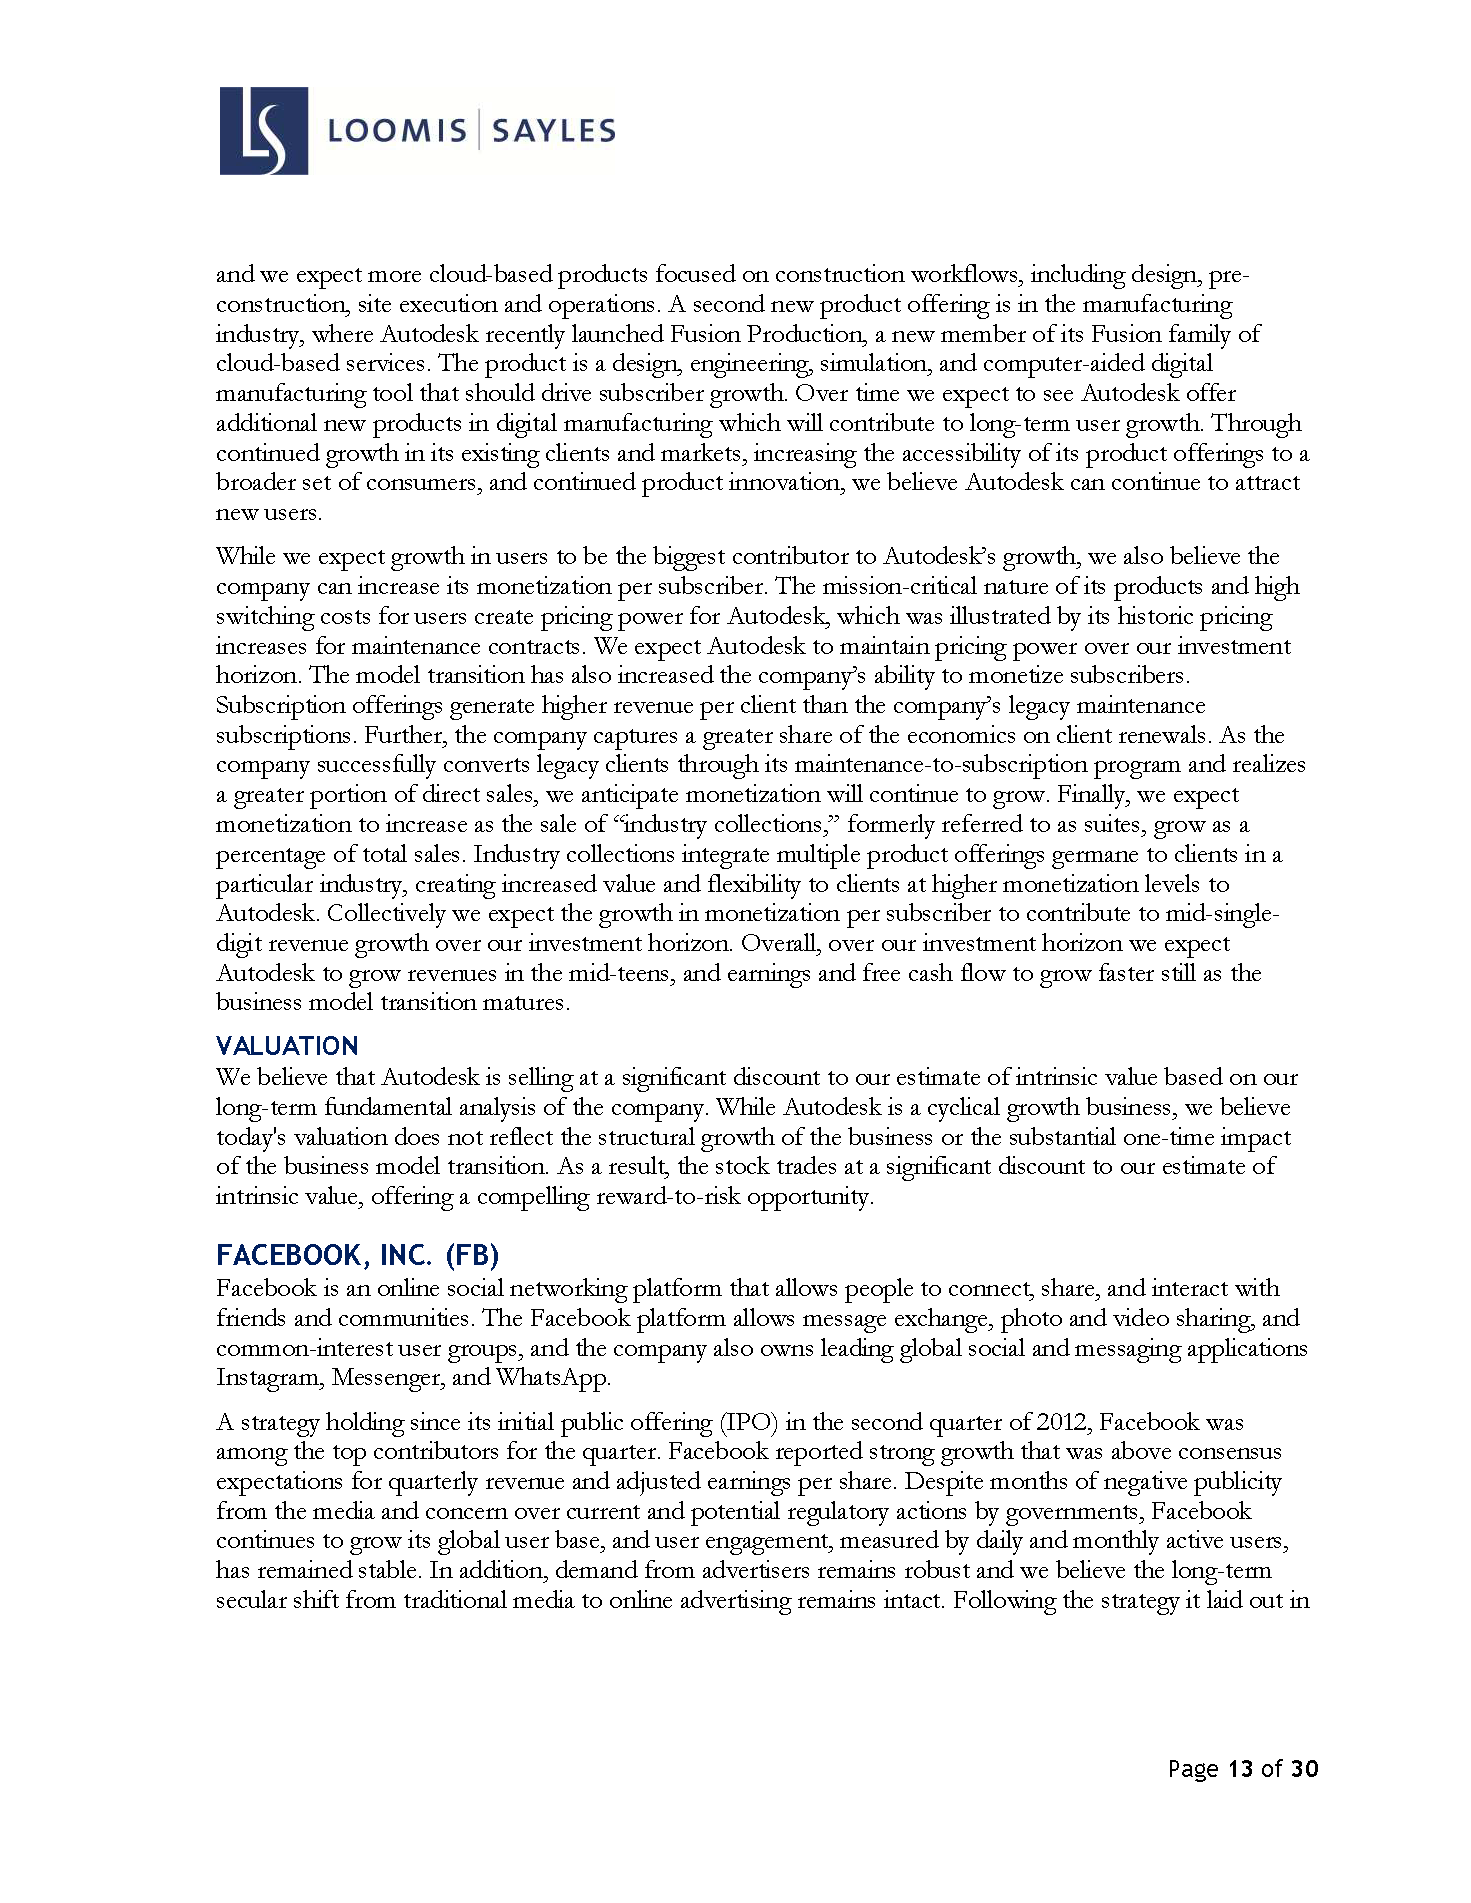 LS LOOMIS | SAYLES
and we expect more cloud-based products focused on construction workflows, including design, pre-
construction, site execution and operations. A second new product offering is in the manufacturing
industry, where Autodesk recently launched Fusion Production, a new member of its Fusion family of
cloud-based services. The product is a design, engineering, simulation, and computer-aided digital
manufacturing tool that should drive subscriber growth. Over time we expect to see Autodesk offer
additional new products in digital manufacturing which will contribute to long-term user growth. Through
continued growth in its existing clients and markets, increasing the accessibility of its product offerings to a
broader set of consumers, and continued product innovation, we believe Autodesk can continue to attract
new users.
While we expect growth in users to be the biggest contributor to Autodesk’s growth, we also believe the
company can increase its monetization per subscriber. The mission-critical nature of its products and high
switching costs for users create pricing power for Autodesk, which was illustrated by its historic pricing
increases for maintenance contracts. We expect Autodesk to maintain pricing power over our investment
horizon. The model transition has also increased the company’s ability to monetize subscribers.
Subscription offerings generate higher revenue per client than the company’s legacy maintenance
subscriptions. Further, the company captures a greater share of the economics on client renewals. As the
company successfully converts legacy clients through its maintenance-to-subscription program and realizes
a greater portion of direct sales, we anticipate monetization will continue to grow. Finally, we expect
monetization to increase as the sale of “industry collections,” formerly referred to as suites, grow as a
percentage of total sales. Industry collections integrate multiple product offerings germane to clients in a
particular industry, creating increased value and flexibility to clients at higher monetization levels to
Autodesk. Collectively we expect the growth in monetization per subscriber to contribute to mid-single-
digit revenue growth over our investment horizon. Overall, over our investment horizon we expect
Autodesk to grow revenues in the mid-teens, and earnings and free cash flow to grow faster still as the
business model transition matures.
VALUATION
We believe that Autodesk is selling at a significant discount to our estimate of intrinsic value based on our
long-term fundamental analysis of the company. While Autodesk is a cyclical growth business, we believe
today's valuation does not reflect the structural growth of the business or the substantial one-time impact
of the business model transition. As a result, the stock trades at a significant discount to our estimate of
intrinsic value, offering a compelling reward-to-risk opportunity.
FACEBOOK, INC. (FB)
Facebook is an online social networking platform that allows people to connect, share, and interact with
friends and communities. The Facebook platform allows message exchange, photo and video sharing, and
common-interest user groups, and the company also owns leading global social and messaging applications
Instagram, Messenger, and WhatsApp.
A strategy holding since its initial public offering (IPO) in the second quarter of 2012, Facebook was
among the top contributors for the quarter. Facebook reported strong growth that was above consensus
expectations for quarterly revenue and adjusted earnings per share. Despite months of negative publicity
from the media and concern over current and potential regulatory actions by governments, Facebook
continues to grow its global user base, and user engagement, measured by daily and monthly active users,
has remained stable. In addition, demand from advertisers remains robust and we believe the long-term
secular shift from traditional media to online advertising remains intact. Following the strategy it laid out in
Page 13 of 30